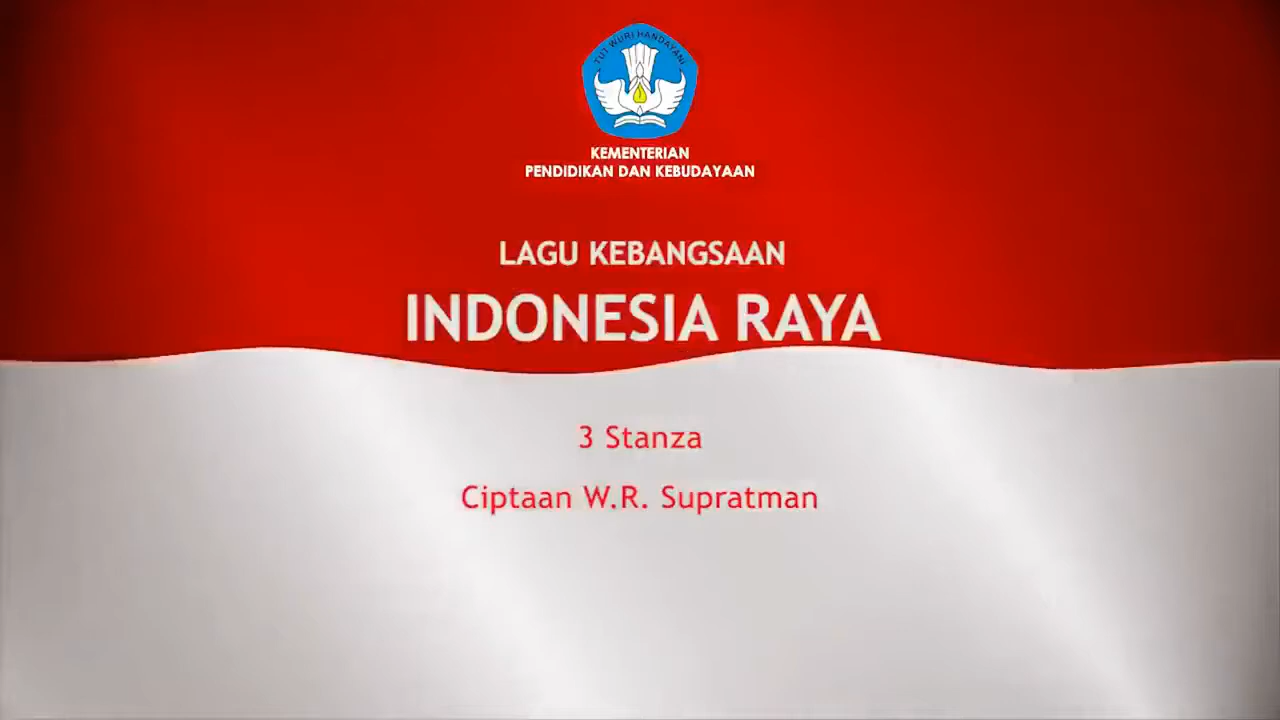 TUT WURI HANDAYANI
KEMENTERIAN
PENDIDIKAN DAN KEBUDAYAAN
LAGU KEBANGSAAN
INDONESIA RAYA
3 Stanza
Ciptaan W.R. Supratman